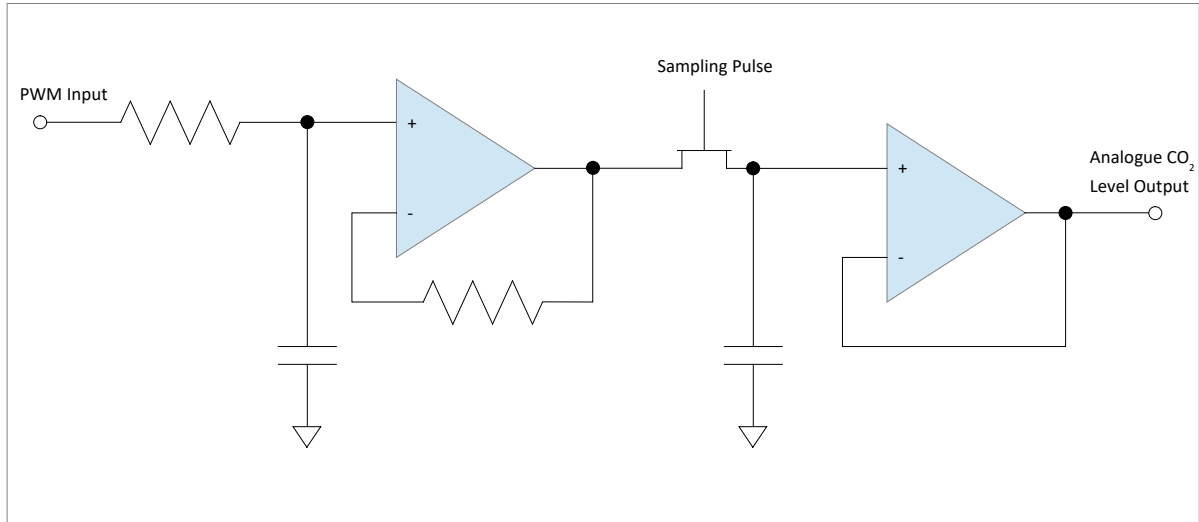 Sampling Pulse
PWM Input
+
-
+
-
Analogue CO₂
Level Output